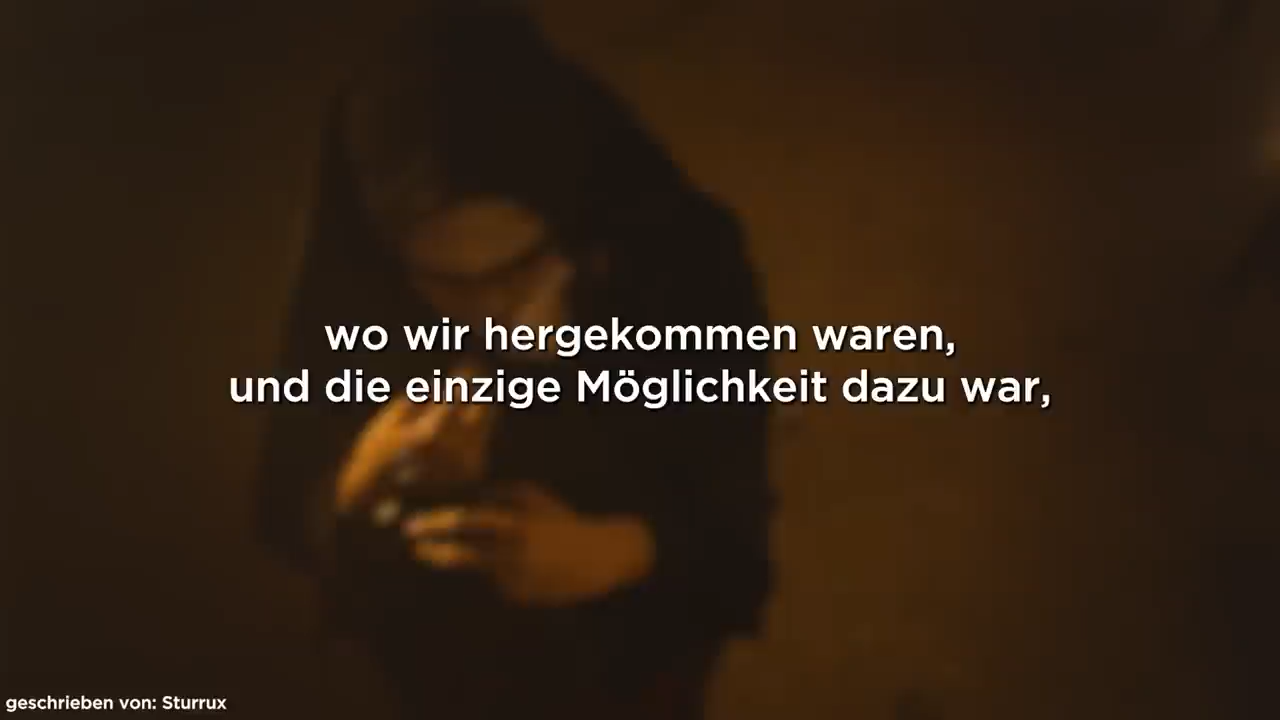 wo wir hergekommen waren,
und die einzige Möglichkeit dazu war,
geschrieben von: Sturrux